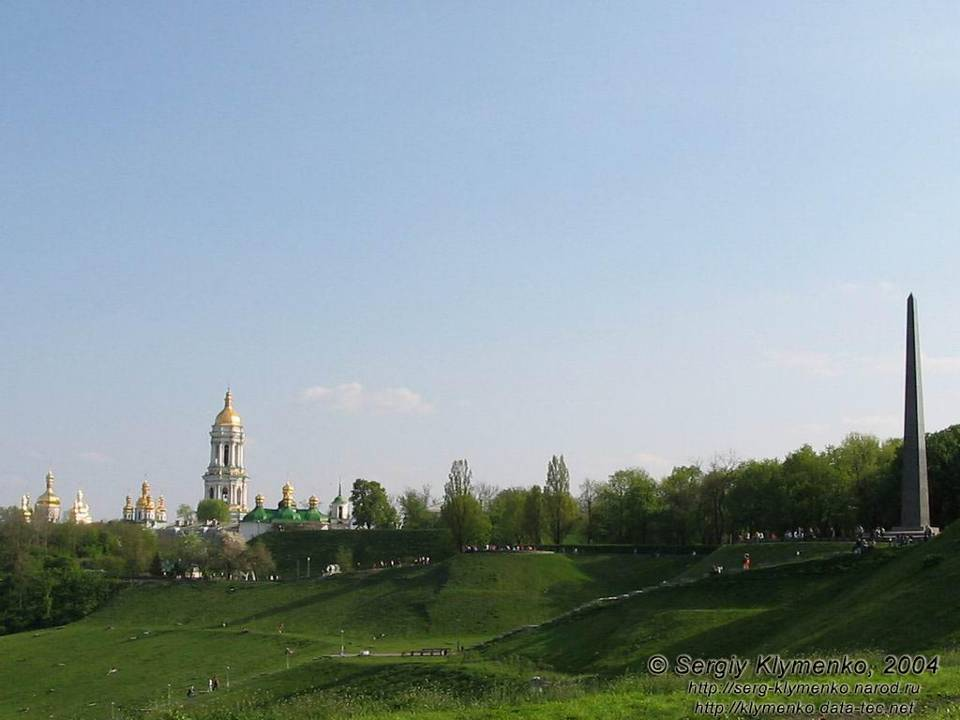 © Sergiy Klymenko, 2004
http://serg-klymenko.narod.ru
http://klymenko.data-tec.net